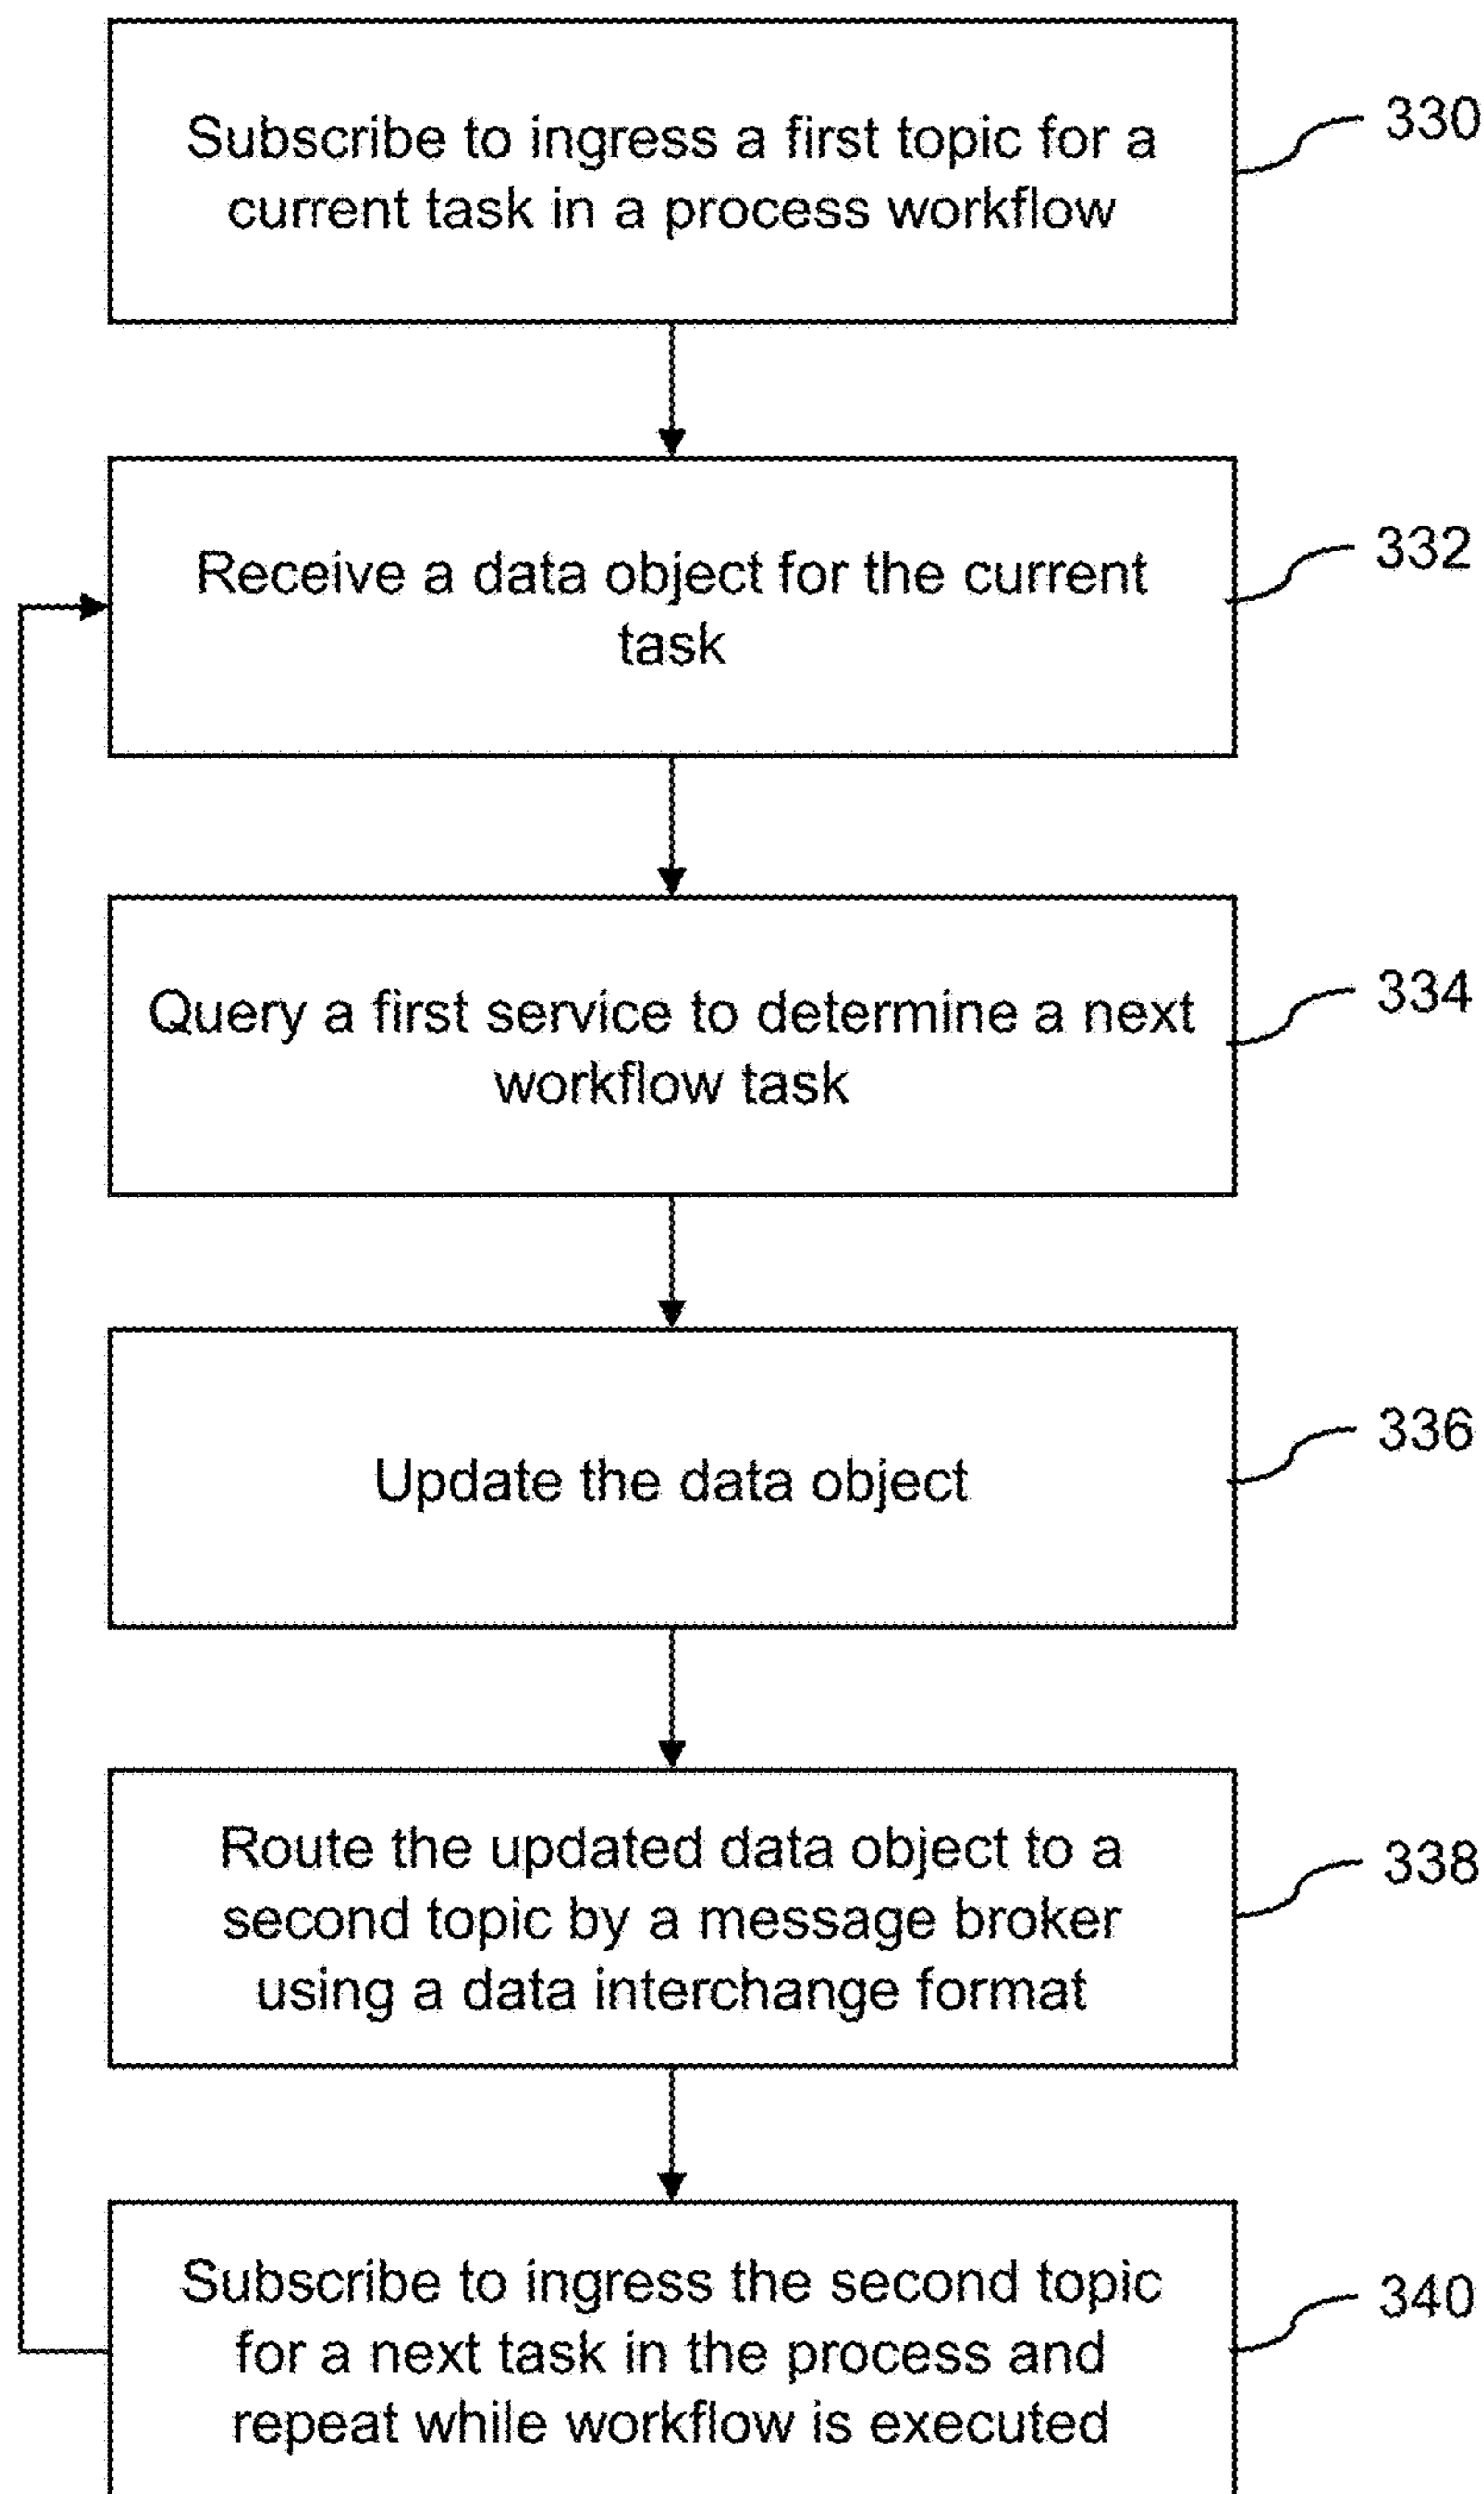 Subscribe to ingress a first topic for a
current task in a process workflow
330
Receive a data object for the current
task
332
Query a first service to determine a next
workflow task
334
Update the data object
336
Route the updated data object to a
second topic by a message broker
using a data interchange format
338
Subscribe to ingress the second topic
for a next task in the process and
repeat while workflow is executed
340